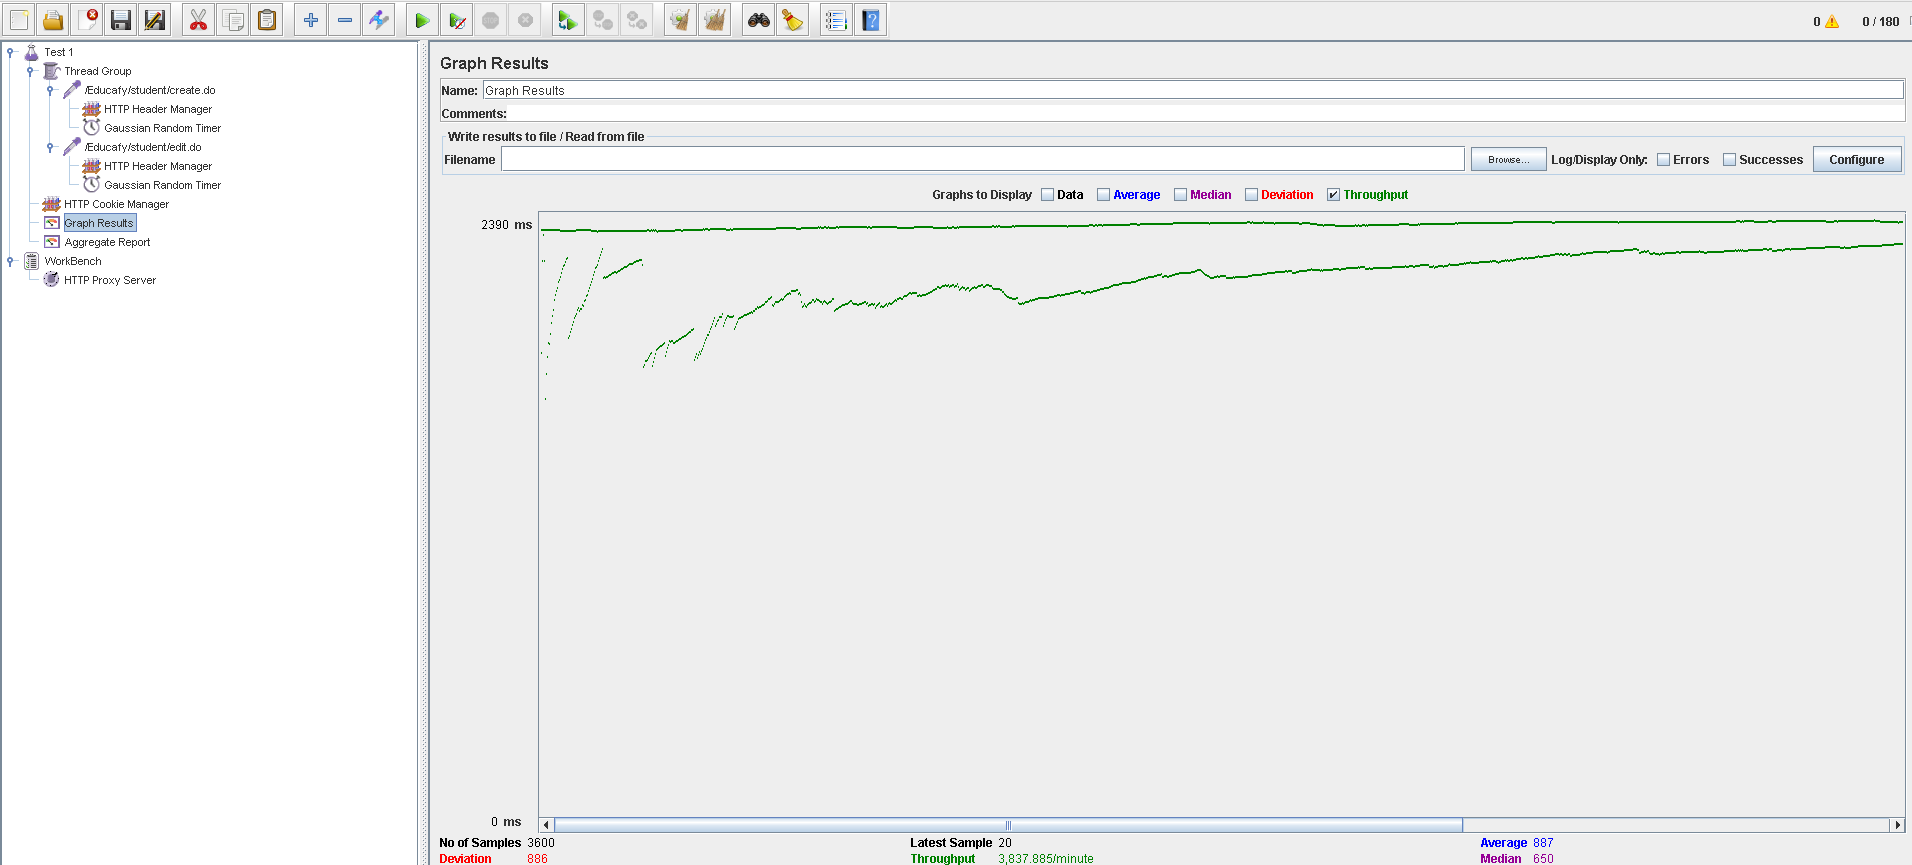 0 0 / 180
Test 1
Thread Group
/Educafy/student/create.do
HTTP Header Manager
Gaussian Random Timer
/Educafy/student/edit.do
HTTP Header Manager
Gaussian Random Timer
HTTP Cookie Manager
Graph Results
Aggregate Report
WorkBench
HTTP Proxy Server
Graph Results
Name: Graph Results
Comments:
Write results to file / Read from file
Filename Browse... Log/Display Only: Errors Successes Configure
Graphs to Display Data Average Median Deviation Throughput
2390 ms
0 ms
No of Samples 3600 Latest Sample 20 Average 887
Deviation 886 Throughput 3,837.885/minute Median 650